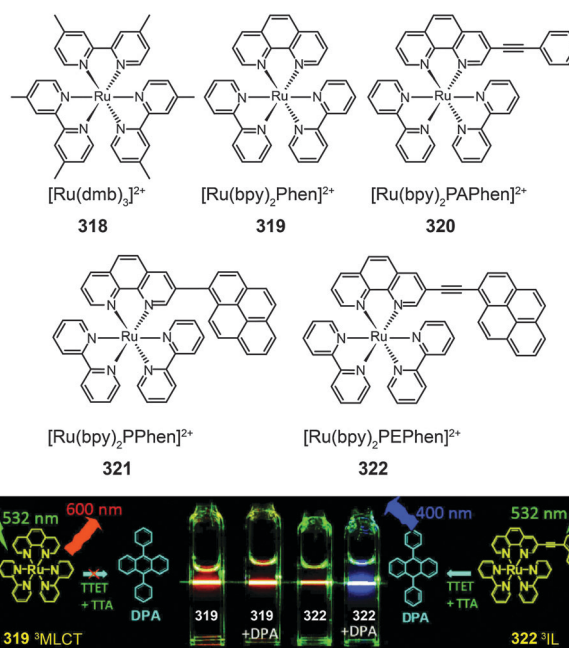 [Ru(dmb)₃]²⁺
318
[Ru(bpy)₂Phen]²⁺
319
[Ru(bpy)₂PAPhen]²⁺
320
N N N N N N Ru
N N N N N N Ru
N N N N N N Ru
[Ru(bpy)₂PPhen]²⁺
321
[Ru(bpy)₂PEPhen]²⁺
322
N N N N N N Ru
N N N N N N Ru
532 nm
600 nm
TTET
+ TTA
DPA
319 ³MLCT
319
319
+DPA
322
322
+DPA
400 nm
532 nm
DPA
TTET
+ TTA
322 ³IL